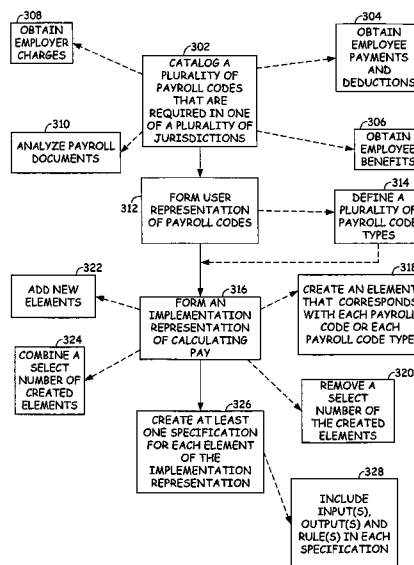 308
OBTAIN
EMPLOYER
CHARGES
302
CATALOG A
PLURALITY OF
PAYROLL CODES
THAT ARE
REQUIRED IN ONE
OF A PLURALITY OF
JURISDICTIONS
304
OBTAIN
EMPLOYEE
PAYMENTS
AND
DEDUCTIONS
310
ANALYZE PAYROLL
DOCUMENTS
306
OBTAIN
EMPLOYEE
BENEFITS
312
FORM USER
REPRESENTATION
OF PAYROLL CODES
314
DEFINE A
PLURALITY OF
PAYROLL CODE
TYPES
322
ADD NEW
ELEMENTS
316
FORM AN
IMPLEMENTATION
REPRESENTATION
OF CALCULATING
PAY
318
CREATE AN ELEMENT
THAT CORRESPONDS
WITH EACH PAYROLL
CODE OR EACH
PAYROLL CODE TYPE
324
COMBINE A
SELECT NUMBER
OF CREATED
ELEMENTS
320
REMOVE A
SELECT NUMBER
OF THE CREATED
ELEMENTS
326
CREATE AT LEAST
ONE SPECIFICATION
FOR EACH ELEMENT
OF THE
IMPLEMENTATION
REPRESENTATION
328
INCLUDE
INPUT(S),
OUTPUT(S) AND
RULE(S) IN EACH
SPECIFICATION